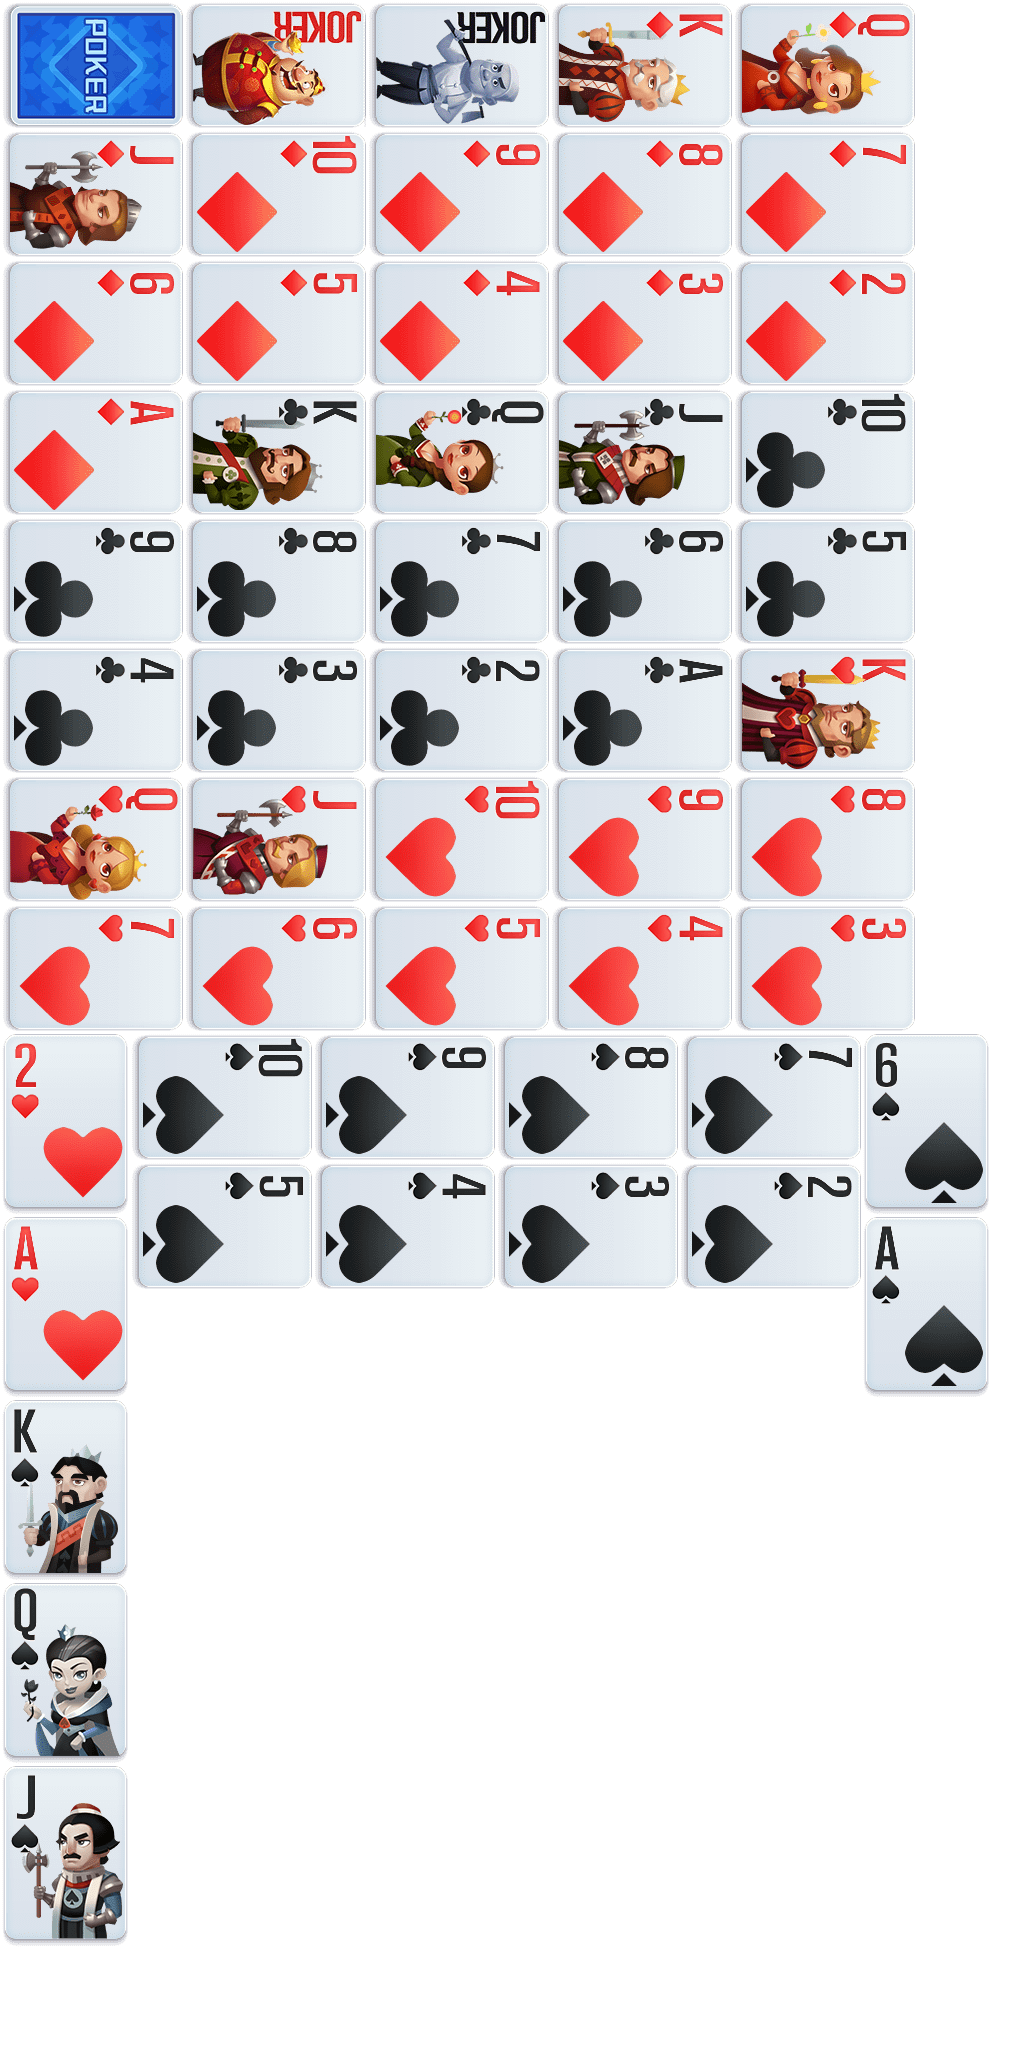 POKER JOKER JOKER K Q
J 10 9 8 7
6 5 4 3 2
A K Q J 10
9 8 7 6 5
4 3 2 A K
Q J 10 9 8
7 6 5 4 3
2 10 9 8 7 6
5 4 3 2
A A
K
Q
J